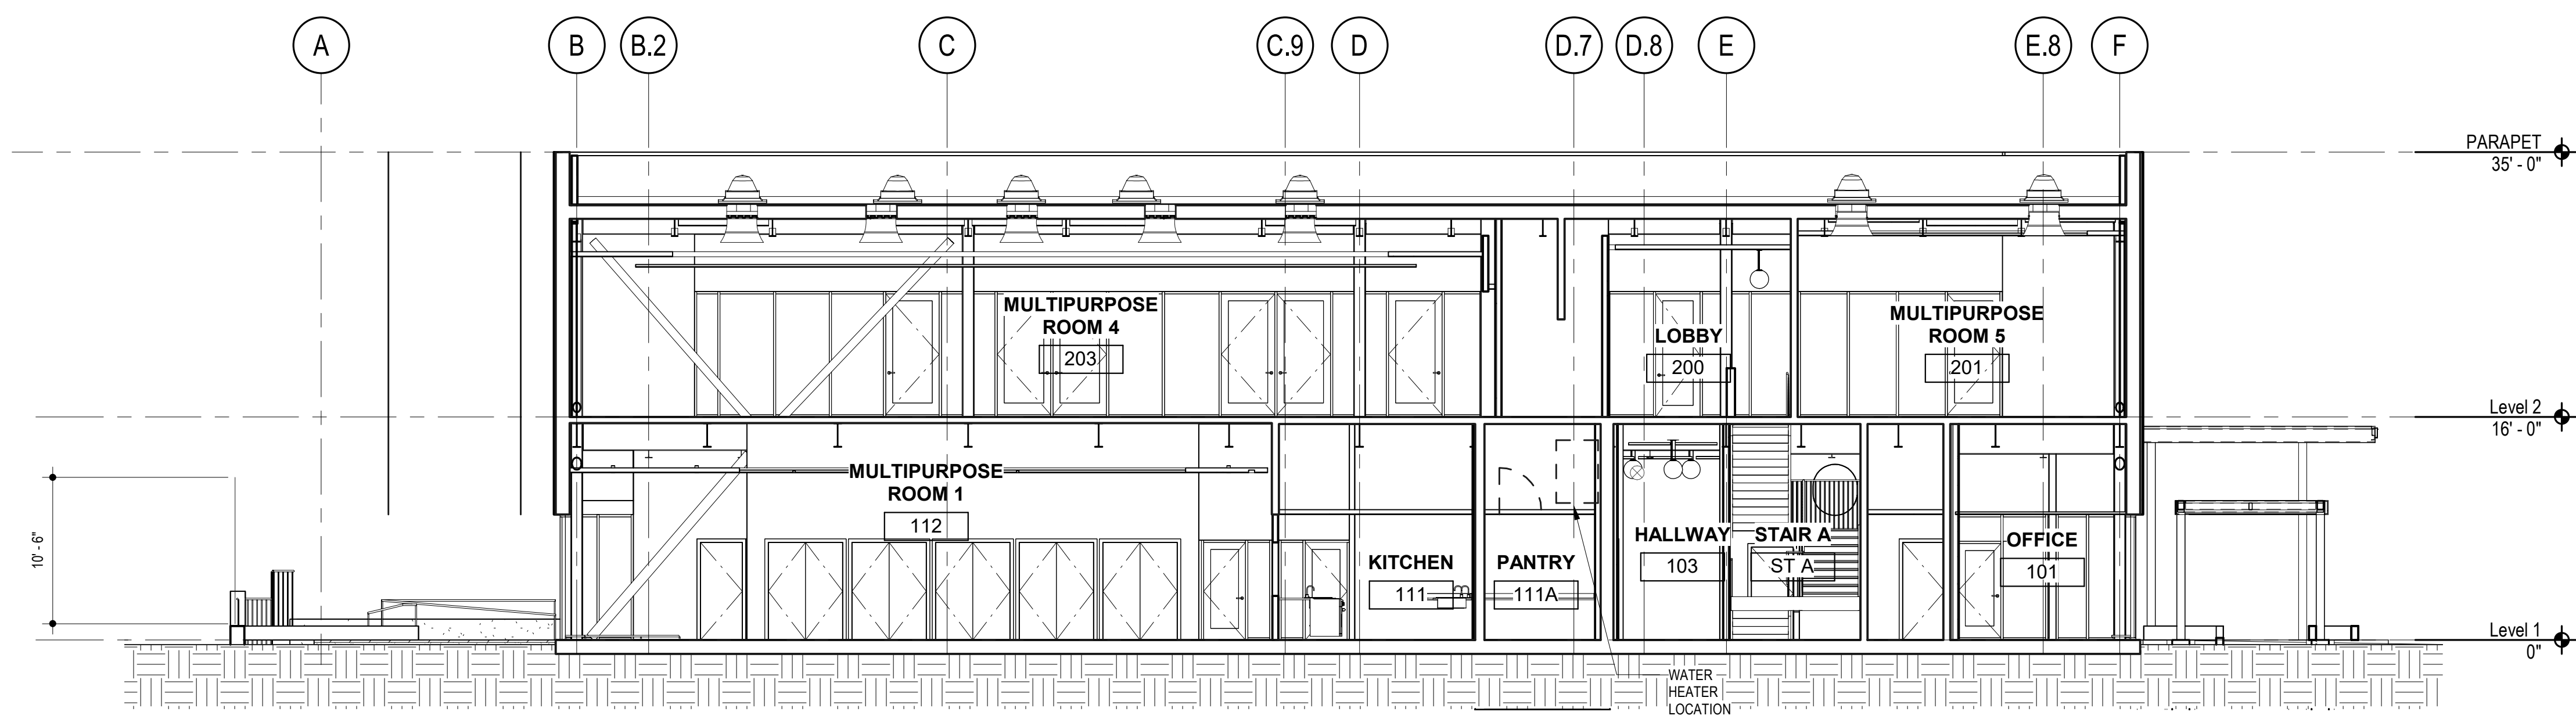 A
B
B.2
C
C.9
D
D.7
D.8
E
E.8
F
PARAPET
35' - 0"
MULTIPURPOSE
ROOM 4
203
LOBBY
200
MULTIPURPOSE
ROOM 5
201
Level 2
16' - 0"
MULTIPURPOSE
ROOM 1
112
10' - 6"
KITCHEN
111
PANTRY
111A
HALLWAY
103
STAIR A
ST A
OFFICE
101
Level 1
0"
WATER
HEATER
LOCATION